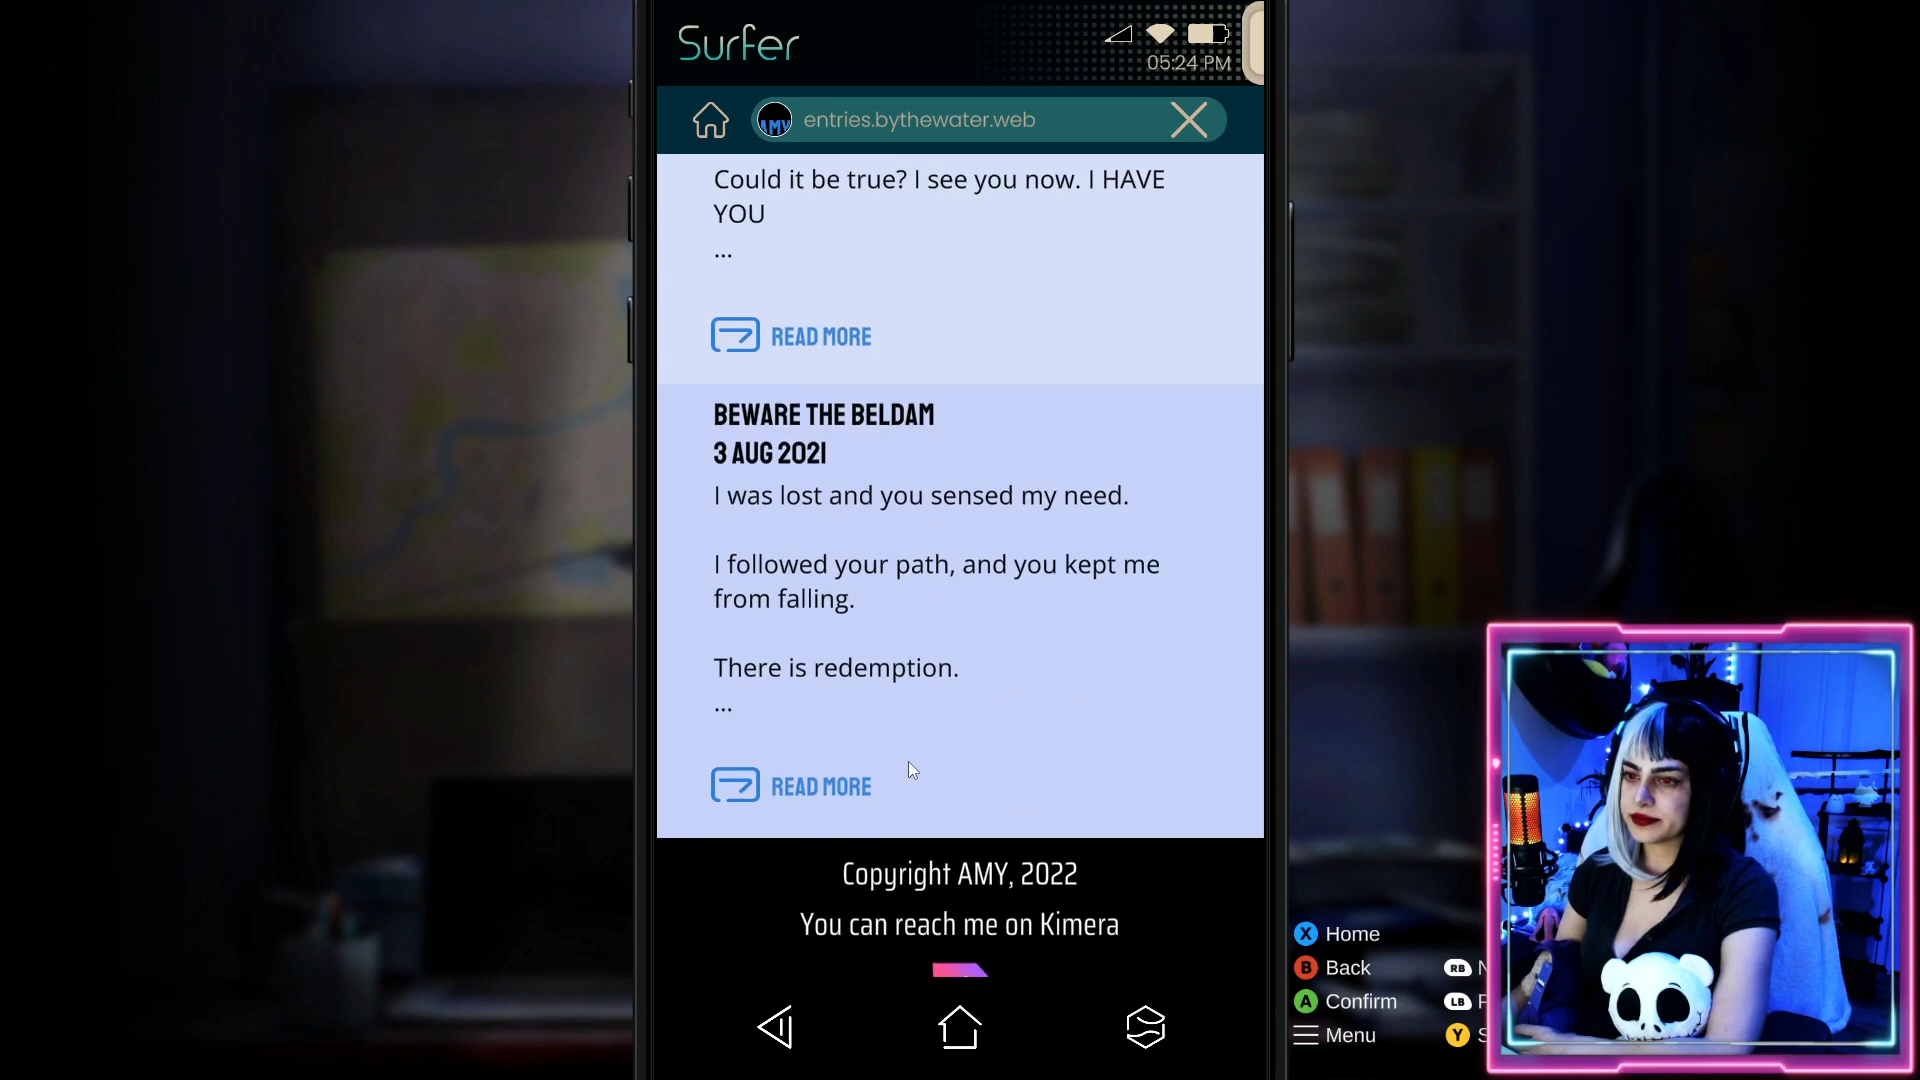 Surfer
05:24 PM
AMY
entries.bythewater.web
Could it be true? I see you now. I HAVE
YOU
...
READ MORE
BEWARE THE BELDAM
3 AUG 2021
I was lost and you sensed my need.
I followed your path, and you kept me
from falling.
There is redemption.
...
READ MORE
Copyright AMY, 2022
You can reach me on Kimera
X Home
B Back
RB N
A Confirm
LB
Menu
Y S